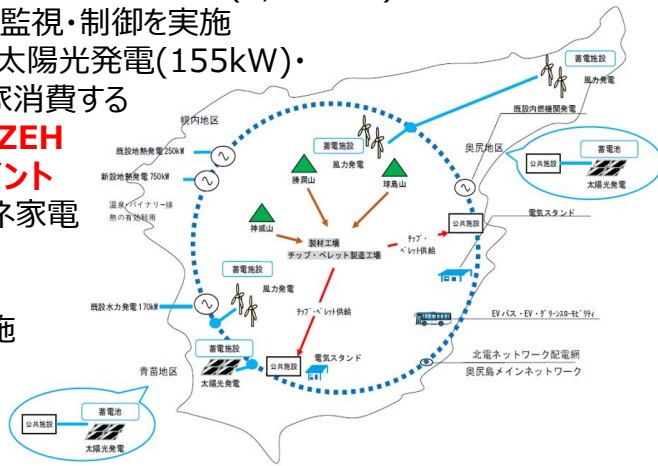 監視・制御を実施
太陽光発電(155kW)・
家消費する
ZEH
ント
ネ家電
施
蓄電施設
風力発電
既設内燃機関発電
幌内地区
蓄電施設
風力発電
奥尻地区
既設地熱発電250kW
蓄電池
公共施設
太陽光発電
勝澗山
球島山
新設地熱発電750kW
温泉・バイナリー排
熱の有効利用
電気スタンド
公共施設
神威山
製材工場
チップ・ペレット製造工場
チップ・
ペレット供給
蓄電施設
風力発電
既設水力発電170kW
チップ・ペレット供給
EVバス・EV・グリーンスローモビリティ
蓄電施設
電気スタンド
北電ネットワーク配電網
奥尻島メインネットワーク
青苗地区
太陽光発電
公共施設
蓄電池
公共施設
太陽光発電